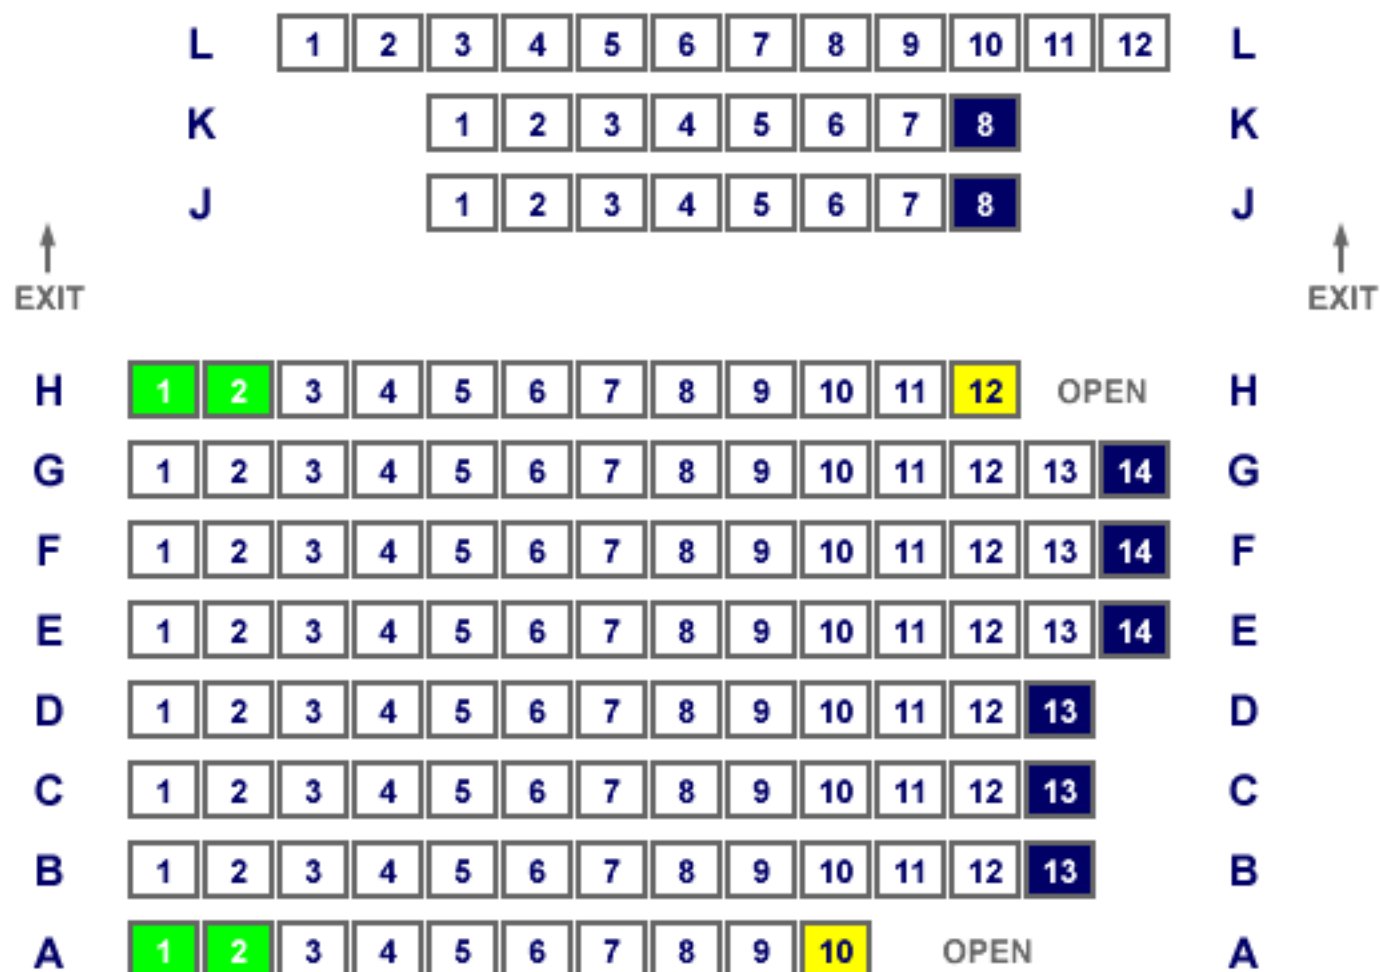 L 1 2 3 4 5 6 7 8 9 10 11 12 L
K 1 2 3 4 5 6 7 8 K
J 1 2 3 4 5 6 7 8 J
EXIT EXIT
H 1 2 3 4 5 6 7 8 9 10 11 12 OPEN H
G 1 2 3 4 5 6 7 8 9 10 11 12 13 14 G
F 1 2 3 4 5 6 7 8 9 10 11 12 13 14 F
E 1 2 3 4 5 6 7 8 9 10 11 12 13 14 E
D 1 2 3 4 5 6 7 8 9 10 11 12 13 D
C 1 2 3 4 5 6 7 8 9 10 11 12 13 C
B 1 2 3 4 5 6 7 8 9 10 11 12 13 B
A 1 2 3 4 5 6 7 8 9 10 OPEN A